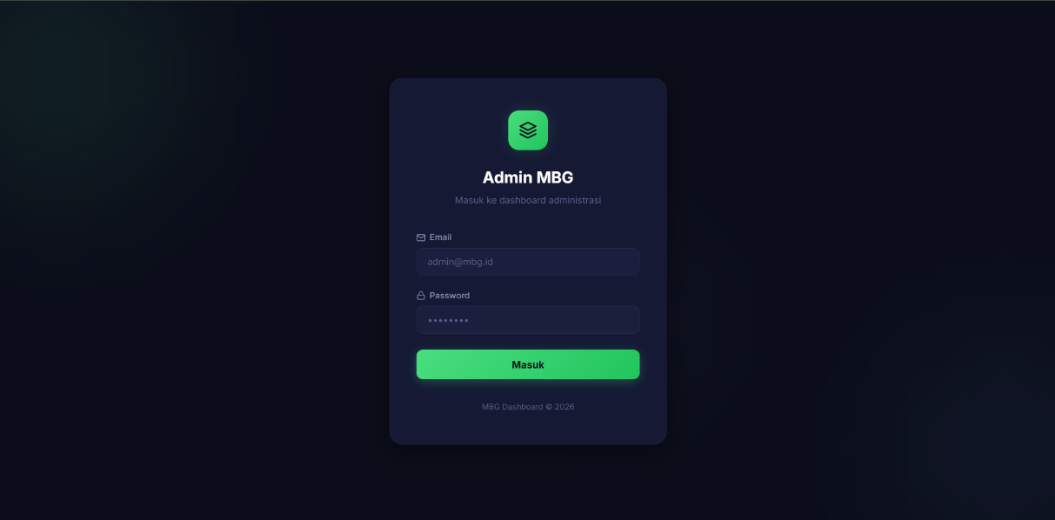 Admin MBG
Masuk ke dashboard administrasi
Email
admin@mbg.id
Password
••••••••
Masuk
MBG Dashboard © 2026